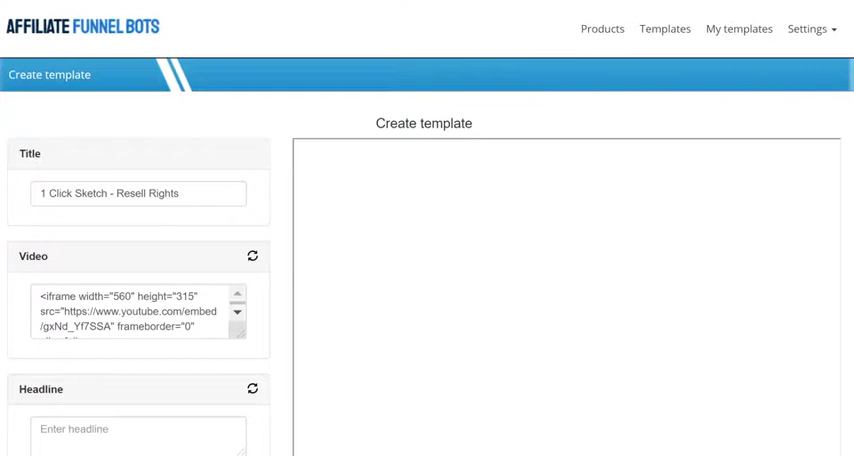 AFFILIATE FUNNEL BOTS
Products Templates My templates Settings
Create template
Create template
Title
1 Click Sketch - Resell Rights
Video
<iframe width="560" height="315"
src="https://www.youtube.com/embed
/gxNd_Yf7SSA" frameborder="0"
Headline
Enter headline